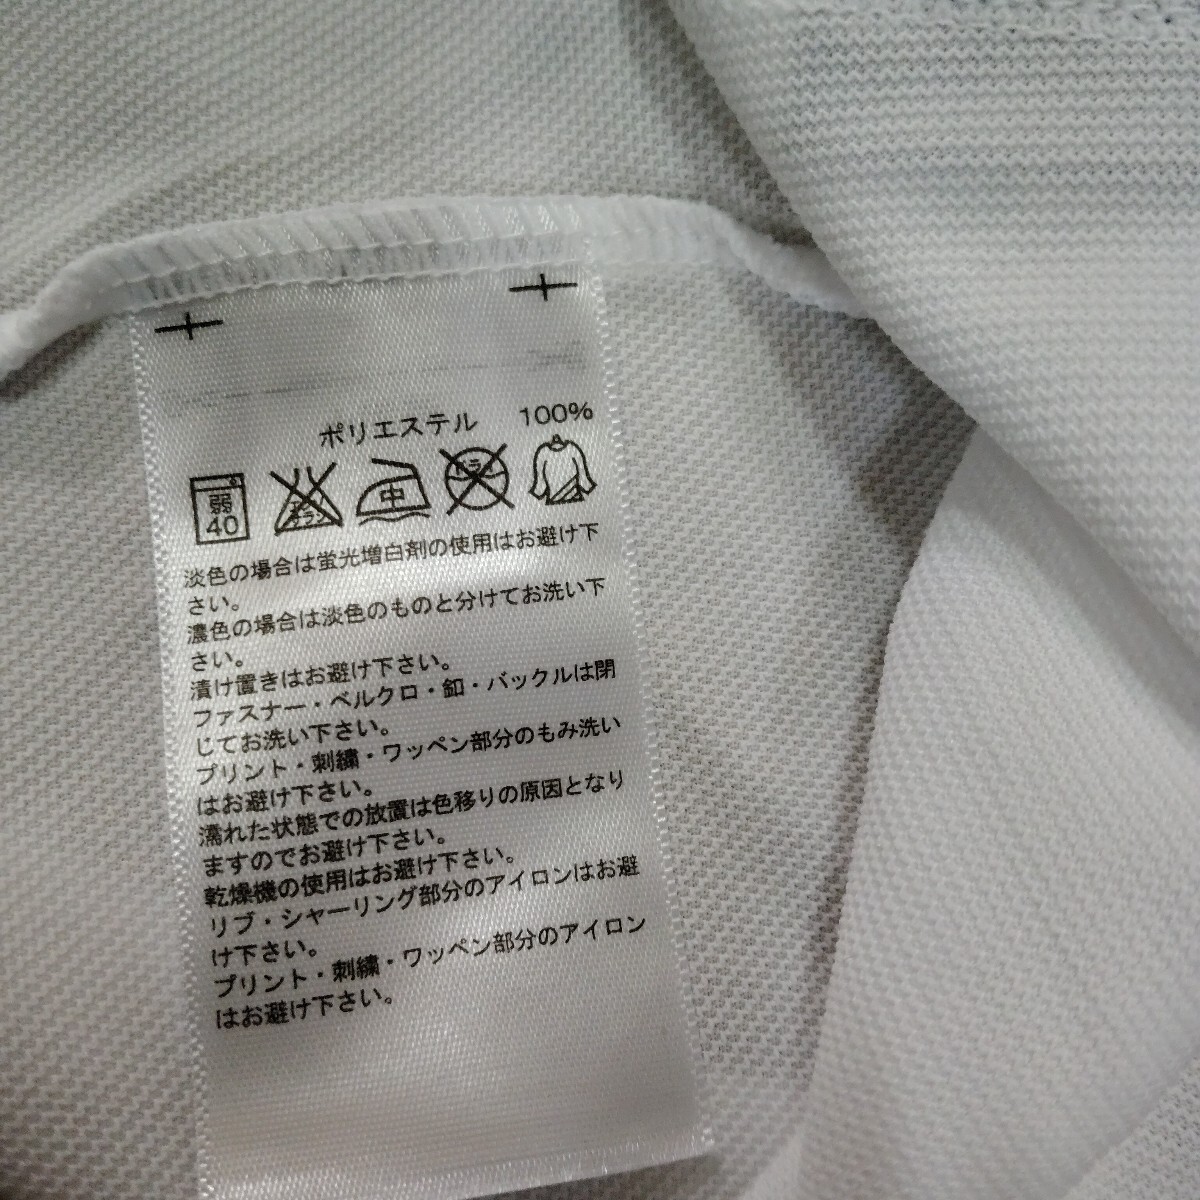 ポリエステル 100%
弱 40 エンソサラシ 中 ドライ
淡色の場合は蛍光増白剤の使用はお避け下
さい。
濃色の場合は淡色のものと分けてお洗い下
さい。
漬け置きはお避け下さい。
ファスナー・ベルクロ・釦・バックルは閉
じてお洗い下さい。
プリント・刺繍・ワッペン部分のもみ洗い
はお避け下さい。
濡れた状態での放置は色移りの原因となり
ますのでお避け下さい。
乾燥機の使用はお避け下さい。
リブ・シャーリング部分のアイロンはお避
け下さい。
プリント・刺繍・ワッペン部分のアイロン
はお避け下さい。